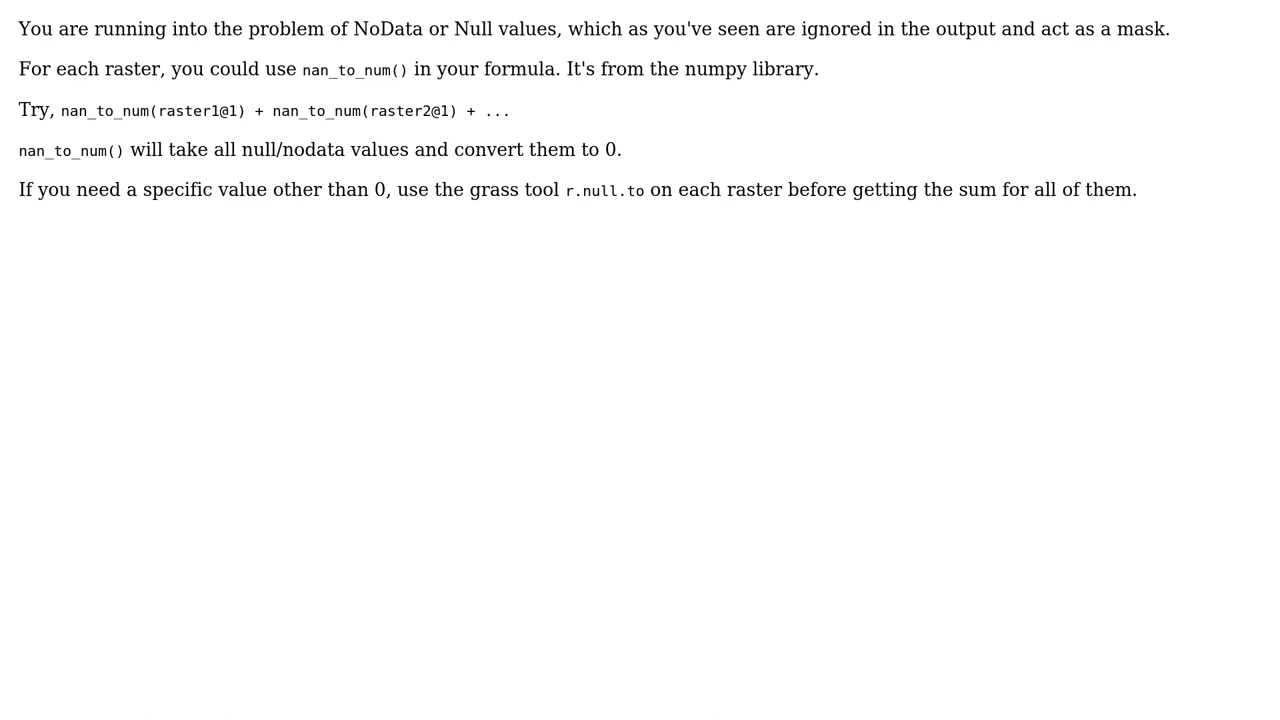 You are running into the problem of NoData or Null values, which as you've seen are ignored in the output and act as a mask.
For each raster, you could use nan_to_num() in your formula. It's from the numpy library.
Try, nan_to_num(raster1@1) + nan_to_num(raster2@1) + ...
nan_to_num() will take all null/nodata values and convert them to 0.
If you need a specific value other than 0, use the grass tool r.null.to on each raster before getting the sum for all of them.